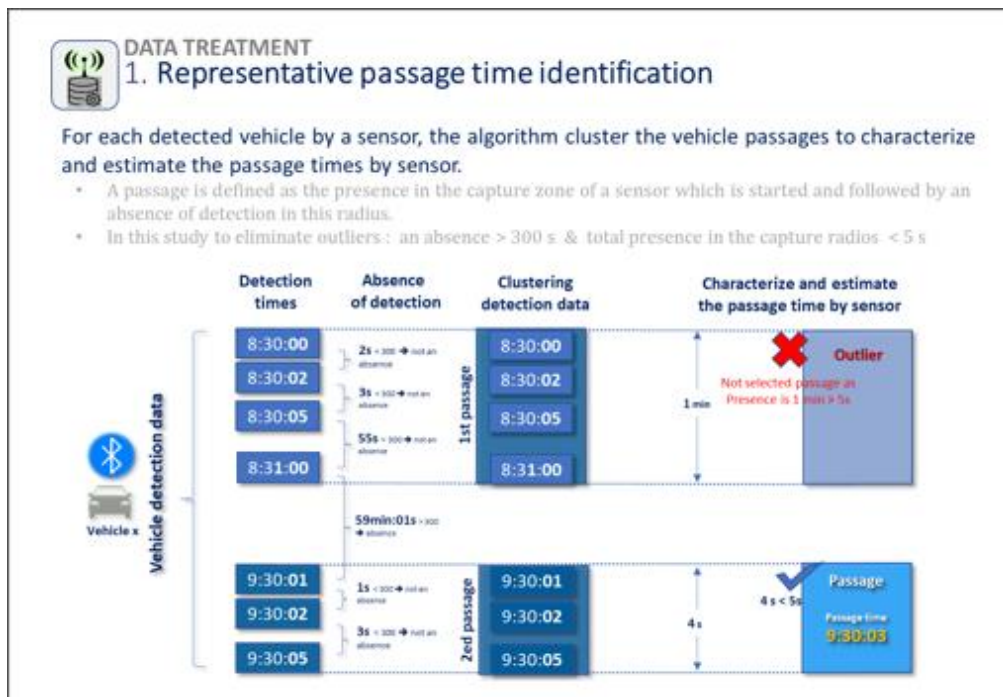 DATA TREATMENT
1. Representative passage time identification
For each detected vehicle by a sensor, the algorithm cluster the vehicle passages to characterize
and estimate the passage times by sensor.
• A passage is defined as the presence in the capture zone of a sensor which is started and followed by an
absence of detection in this radius.
• In this study to eliminate outliers : an absence > 300 s & total presence in the capture radios < 5 s
Detection
times
Absence
of detection
Clustering
detection data
Characterize and estimate
the passage time by sensor
Vehicle x
Vehicle detection data
8:30:00
8:30:02
8:30:05
8:31:00
2s < 300 ➔ not an
absence
3s < 300 ➔ not an
absence
55s < 300 ➔ not an
absence
59min:01s > 300
➔ absence
1st passage
8:30:00
8:30:02
8:30:05
8:31:00
1 min
Outlier
Not selected passage as
Presence is 1 min > 5s
9:30:01
9:30:02
9:30:05
1s < 300 ➔ not an
absence
3s < 300 ➔ not an
absence
2ed passage
9:30:01
9:30:02
9:30:05
4s
4 s < 5s
Passage
Passage time
9:30:03